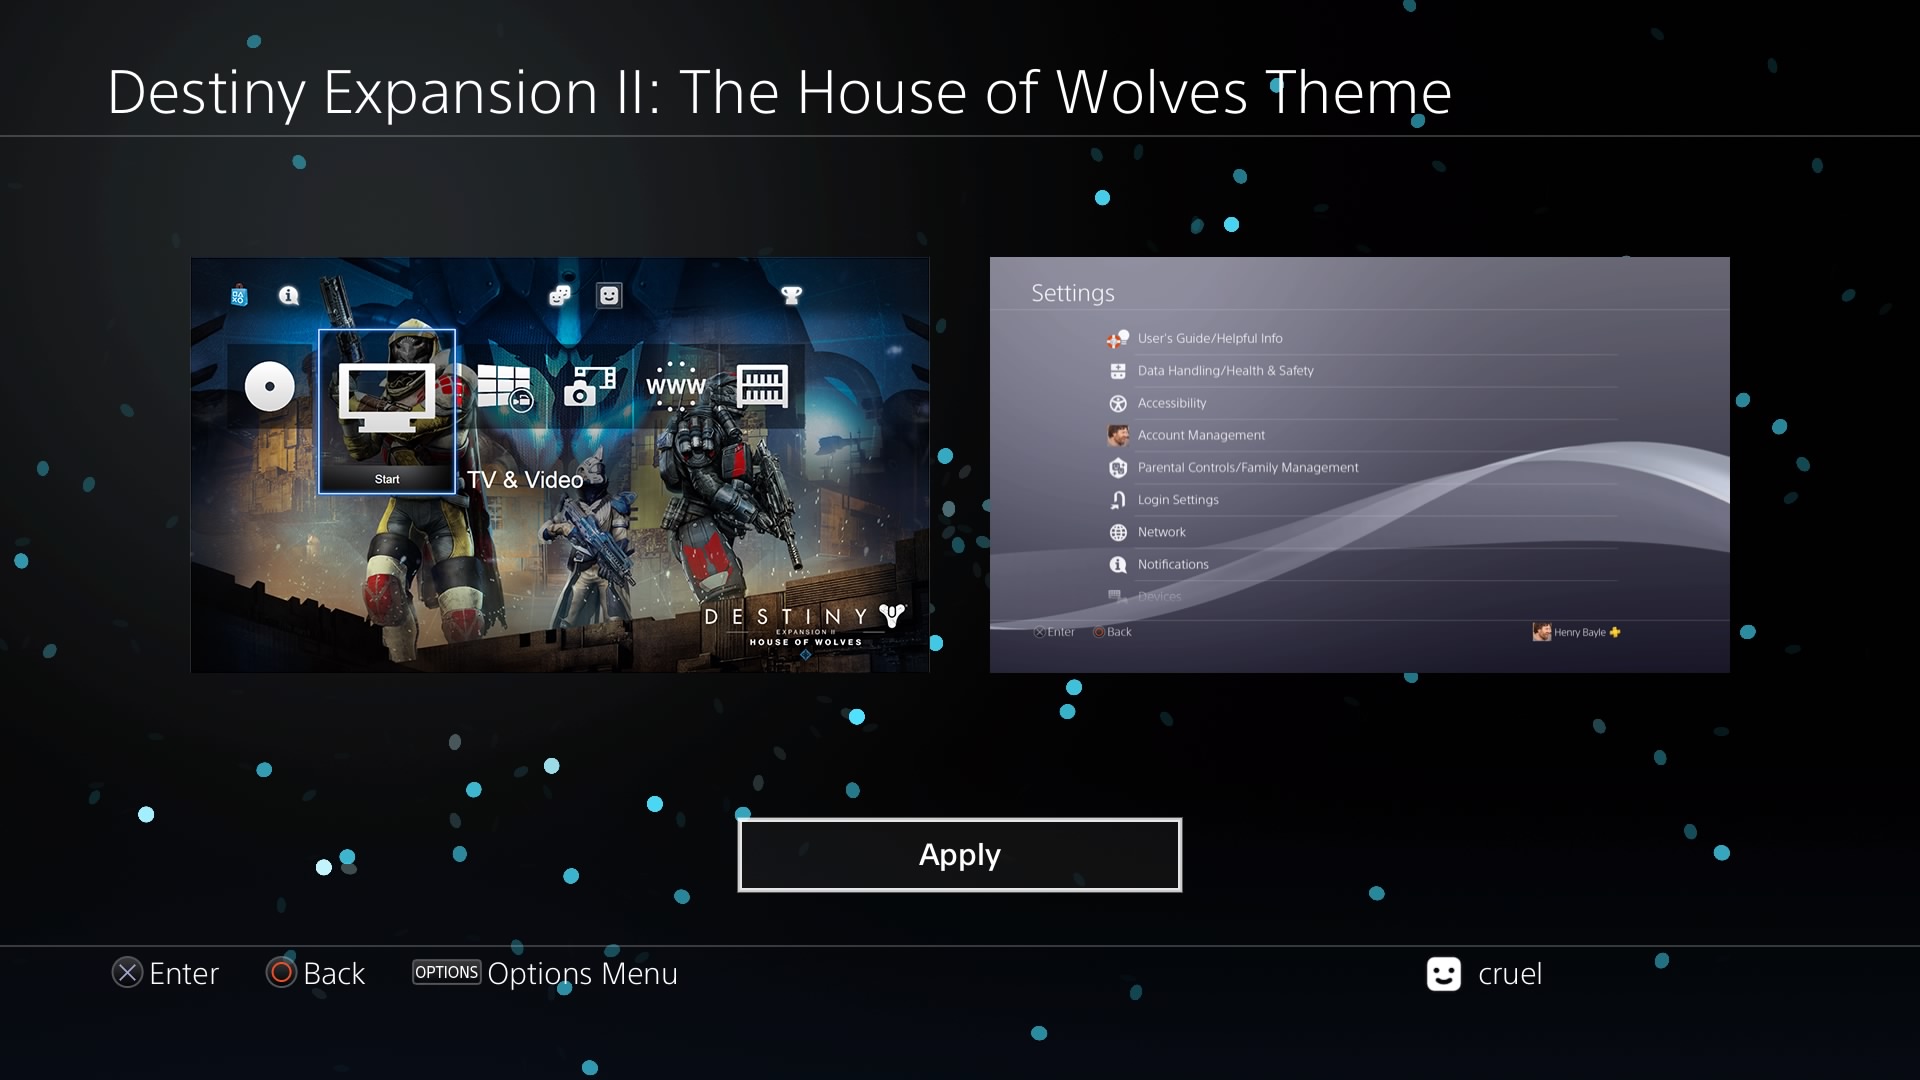 Destiny Expansion II: The House of Wolves Theme
www
Start
TV & Video
DESTINY
EXPANSION II
HOUSE OF WOLVES
Settings
User's Guide/Helpful Info
Data Handling/Health & Safety
Accessibility
Account Management
Parental Controls/Family Management
Login Settings
Network
Notifications
Devices
Enter
Back
Henry Bayle
Apply
Enter
Back
OPTIONS Options Menu
cruel